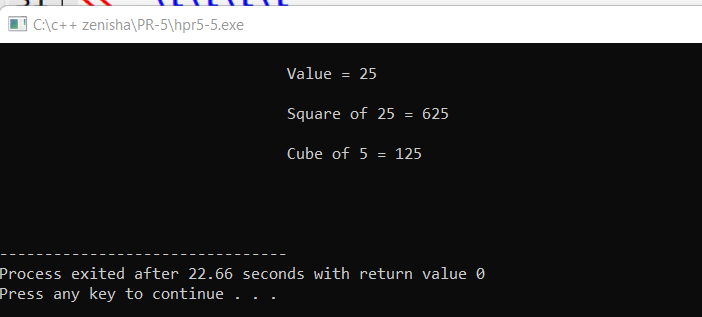 C:\c++ zenisha\PR-5\hpr5-5.exe
Value = 25
Square of 25 = 625
Cube of 5 = 125
--------------------------------
Process exited after 22.66 seconds with return value 0
Press any key to continue . . .